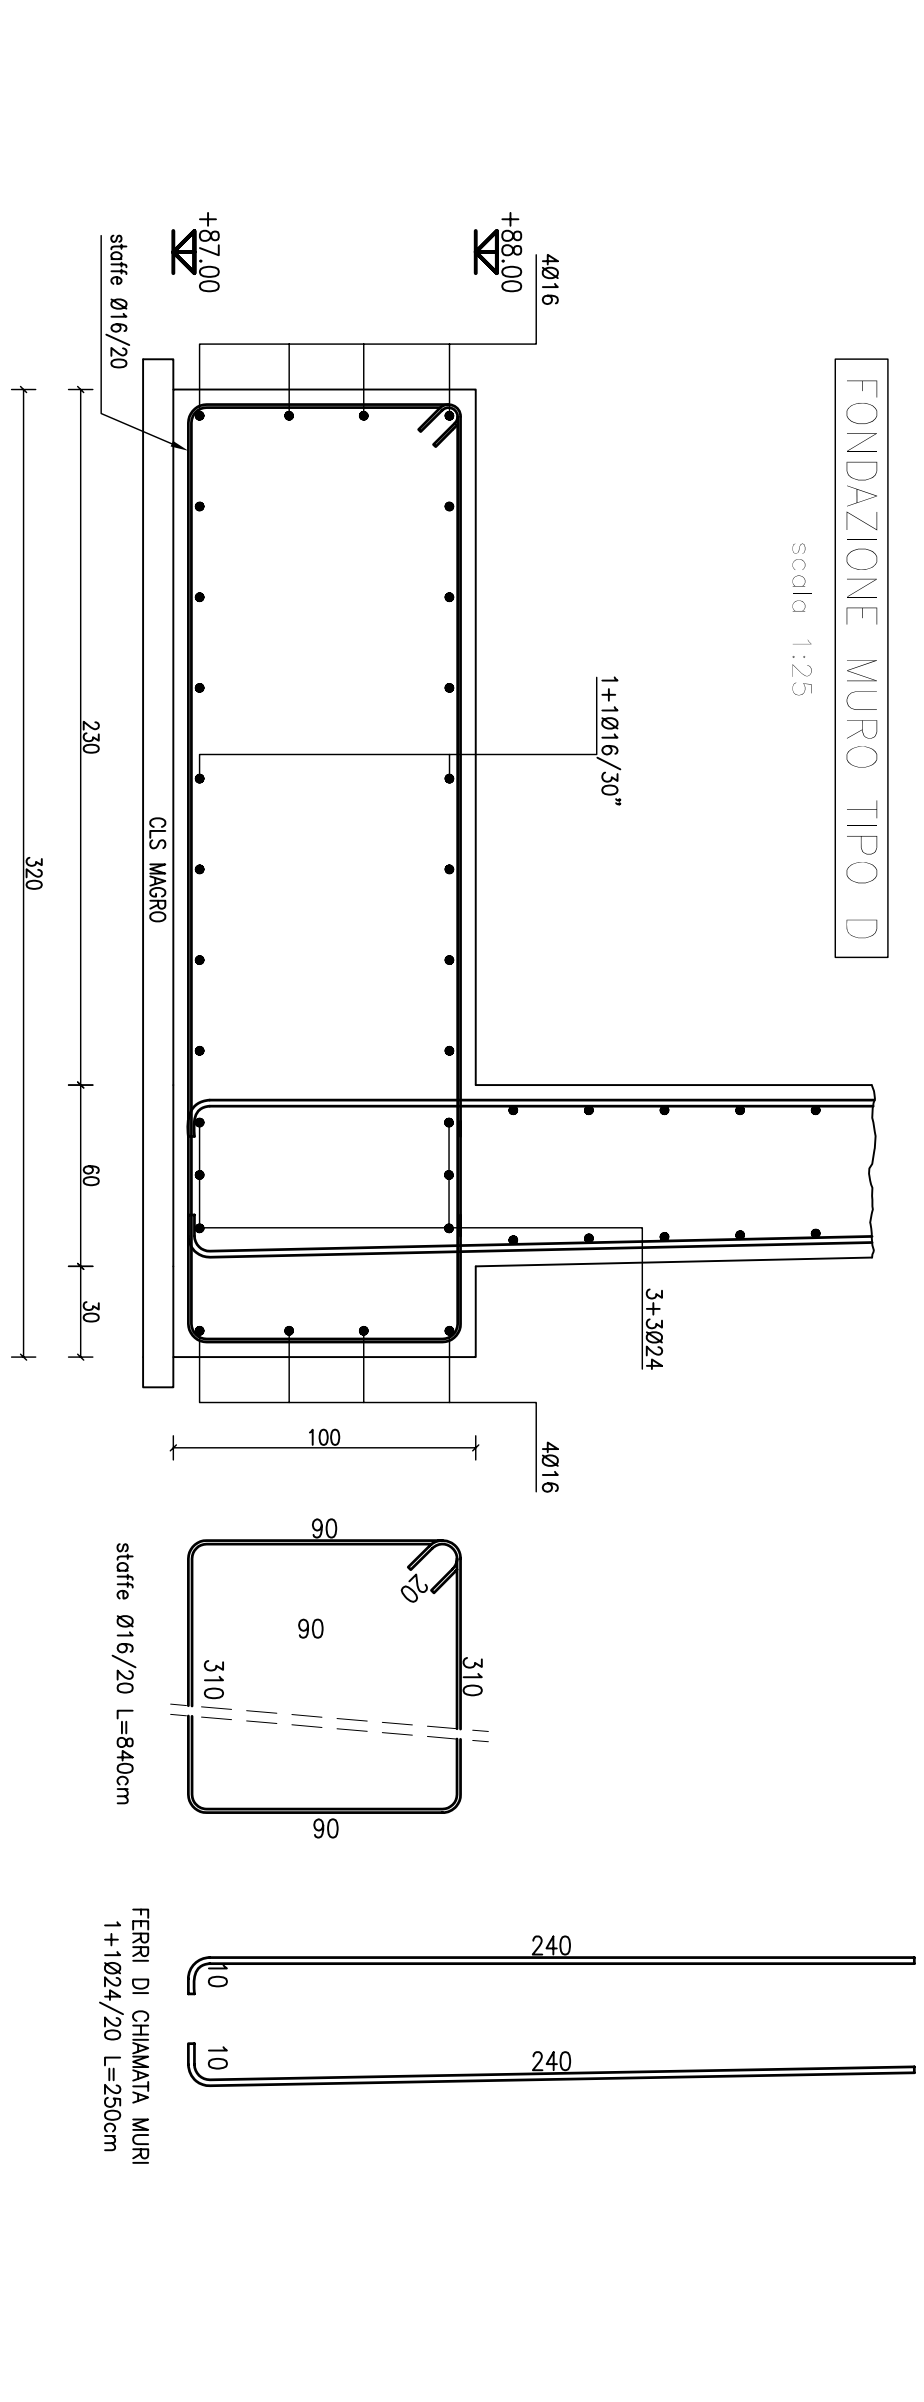 FONDAZIONE MURO TIPO D
scala 1:25
4Ø16
1+1Ø16/30"
3+3Ø24
4Ø16
+88.00
+87.00
staffe Ø16/20
CLS MAGRO
100
230
60
30
320
90
20
310
90
310
90
staffe Ø16/20 L=840cm
240
10
240
10
FERRI DI CHIAMATA MURI
1+1Ø24/20 L=250cm